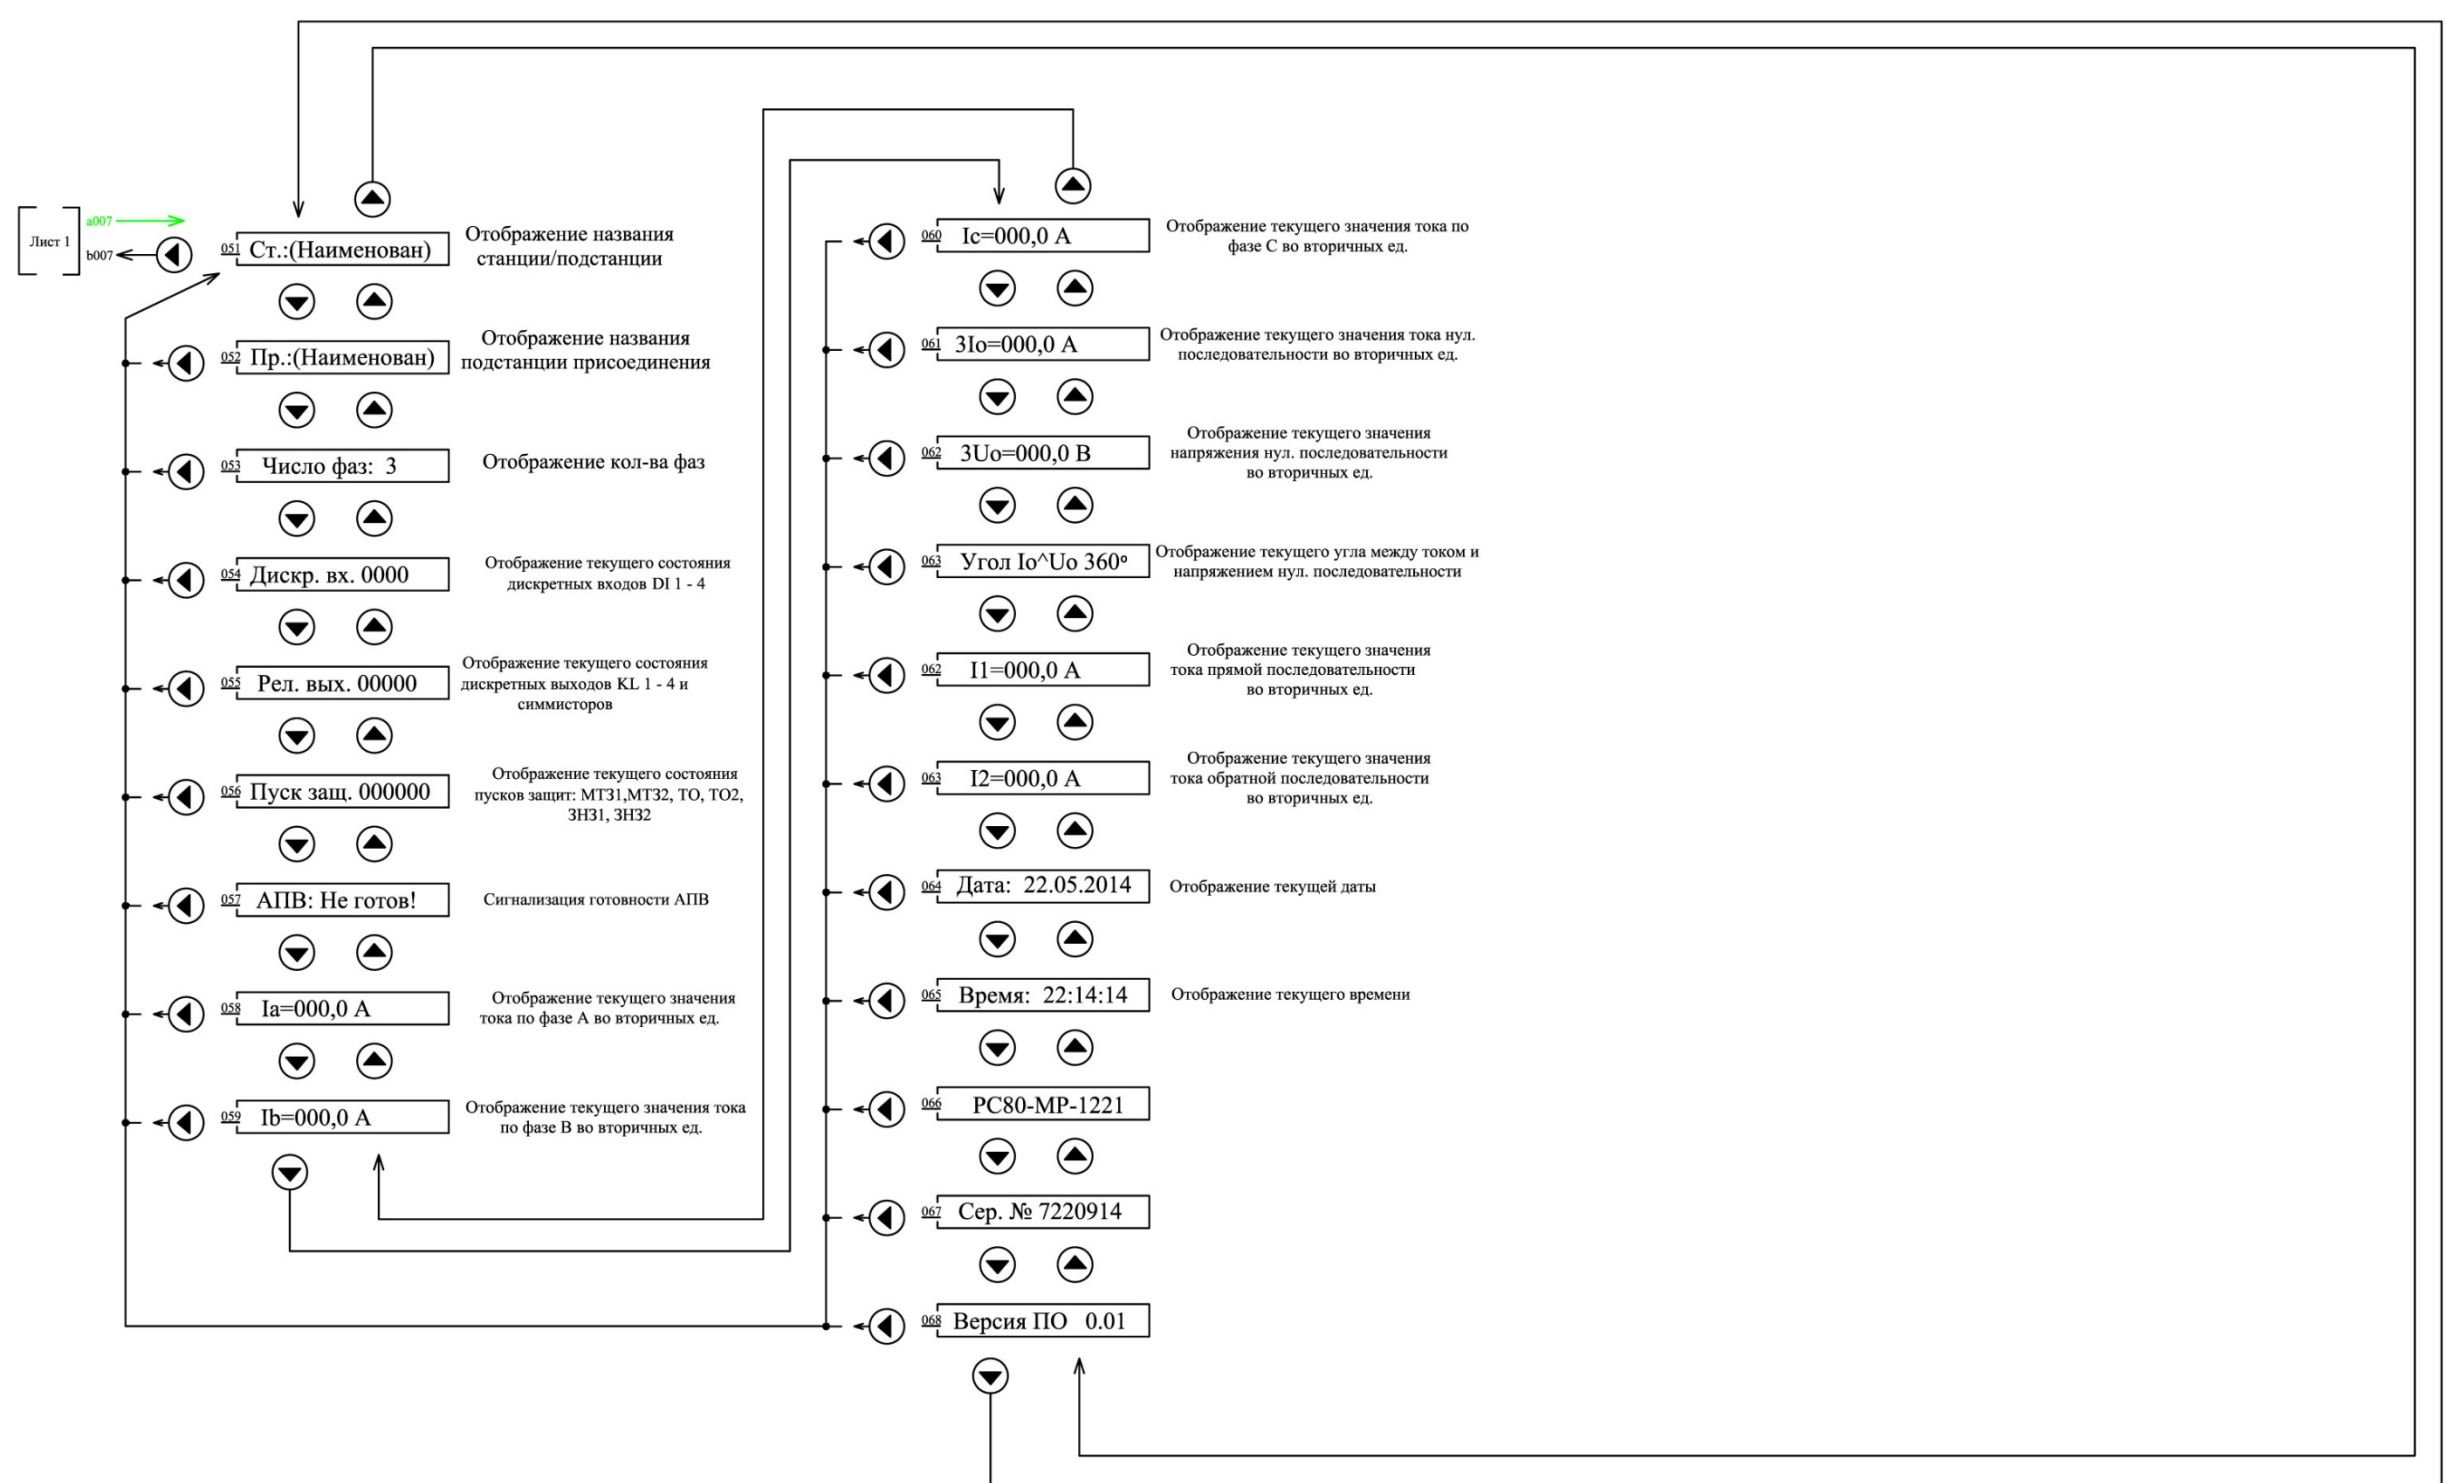 Лист 1
a007
b007
051
Ст.:(Наименован)
Отображение названия
станции/подстанции
052
Пр.:(Наименован)
Отображение названия
подстанции присоединения
053
Число фаз: 3
Отображение кол-ва фаз
054
Дискр. вх. 0000
Отображение текущего состояния
дискретных входов DI 1 - 4
055
Рел. вых. 00000
Отображение текущего состояния
дискретных выходов KL 1 - 4 и
симмисторов
056
Пуск защ. 000000
Отображение текущего состояния
пусков защит: МТЗ1,МТЗ2, ТО, ТО2,
ЗНЗ1, ЗНЗ2
057
АПВ: Не готов!
Сигнализация готовности АПВ
058
Ia=000,0 А
Отображение текущего значения
тока по фазе А во вторичных ед.
059
Ib=000,0 А
Отображение текущего значения тока
по фазе В во вторичных ед.
060
Ic=000,0 А
Отображение текущего значения тока по
фазе С во вторичных ед.
061
3Io=000,0 А
Отображение текущего значения тока нул.
последовательности во вторичных ед.
062
3Uo=000,0 В
Отображение текущего значения
напряжения нул. последовательности
во вторичных ед.
063
Угол Io^Uo 360º
Отображение текущего угла между током и
напряжением нул. последовательности
062
I1=000,0 А
Отображение текущего значения
тока прямой последовательности
во вторичных ед.
063
I2=000,0 А
Отображение текущего значения
тока обратной последовательности
во вторичных ед.
064
Дата: 22.05.2014
Отображение текущей даты
065
Время: 22:14:14
Отображение текущего времени
066
РС80-МР-1221
067
Сер. № 7220914
068
Версия ПО 0.01